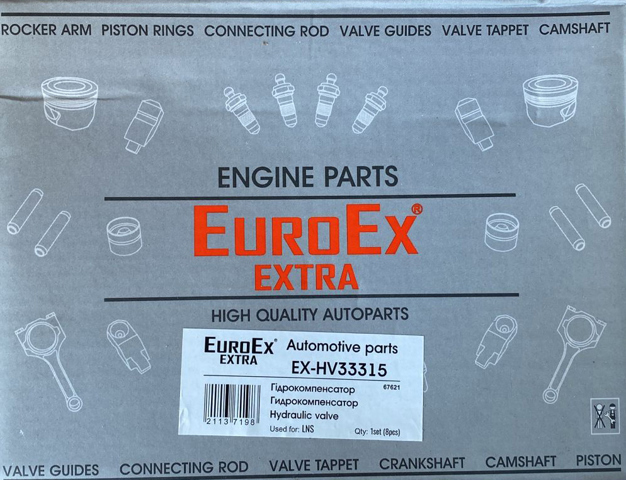 ROCKER ARM PISTON RINGS CONNECTING ROD VALVE GUIDES VALVE TAPPET CAMSHAFT
ENGINE PARTS
EUROEX®
EXTRA
HIGH QUALITY AUTOPARTS
EUROEX® Automotive parts
EXTRA EX-HV33315
Гідрокомпенсатор 67621
Гидрокомпенсатор
Hydraulic valve
2113 7198 Used for: LNS Qty: 1set (8pcs)
VALVE GUIDES CONNECTING ROD VALVE TAPPET CRANKSHAFT CAMSHAFT PISTON